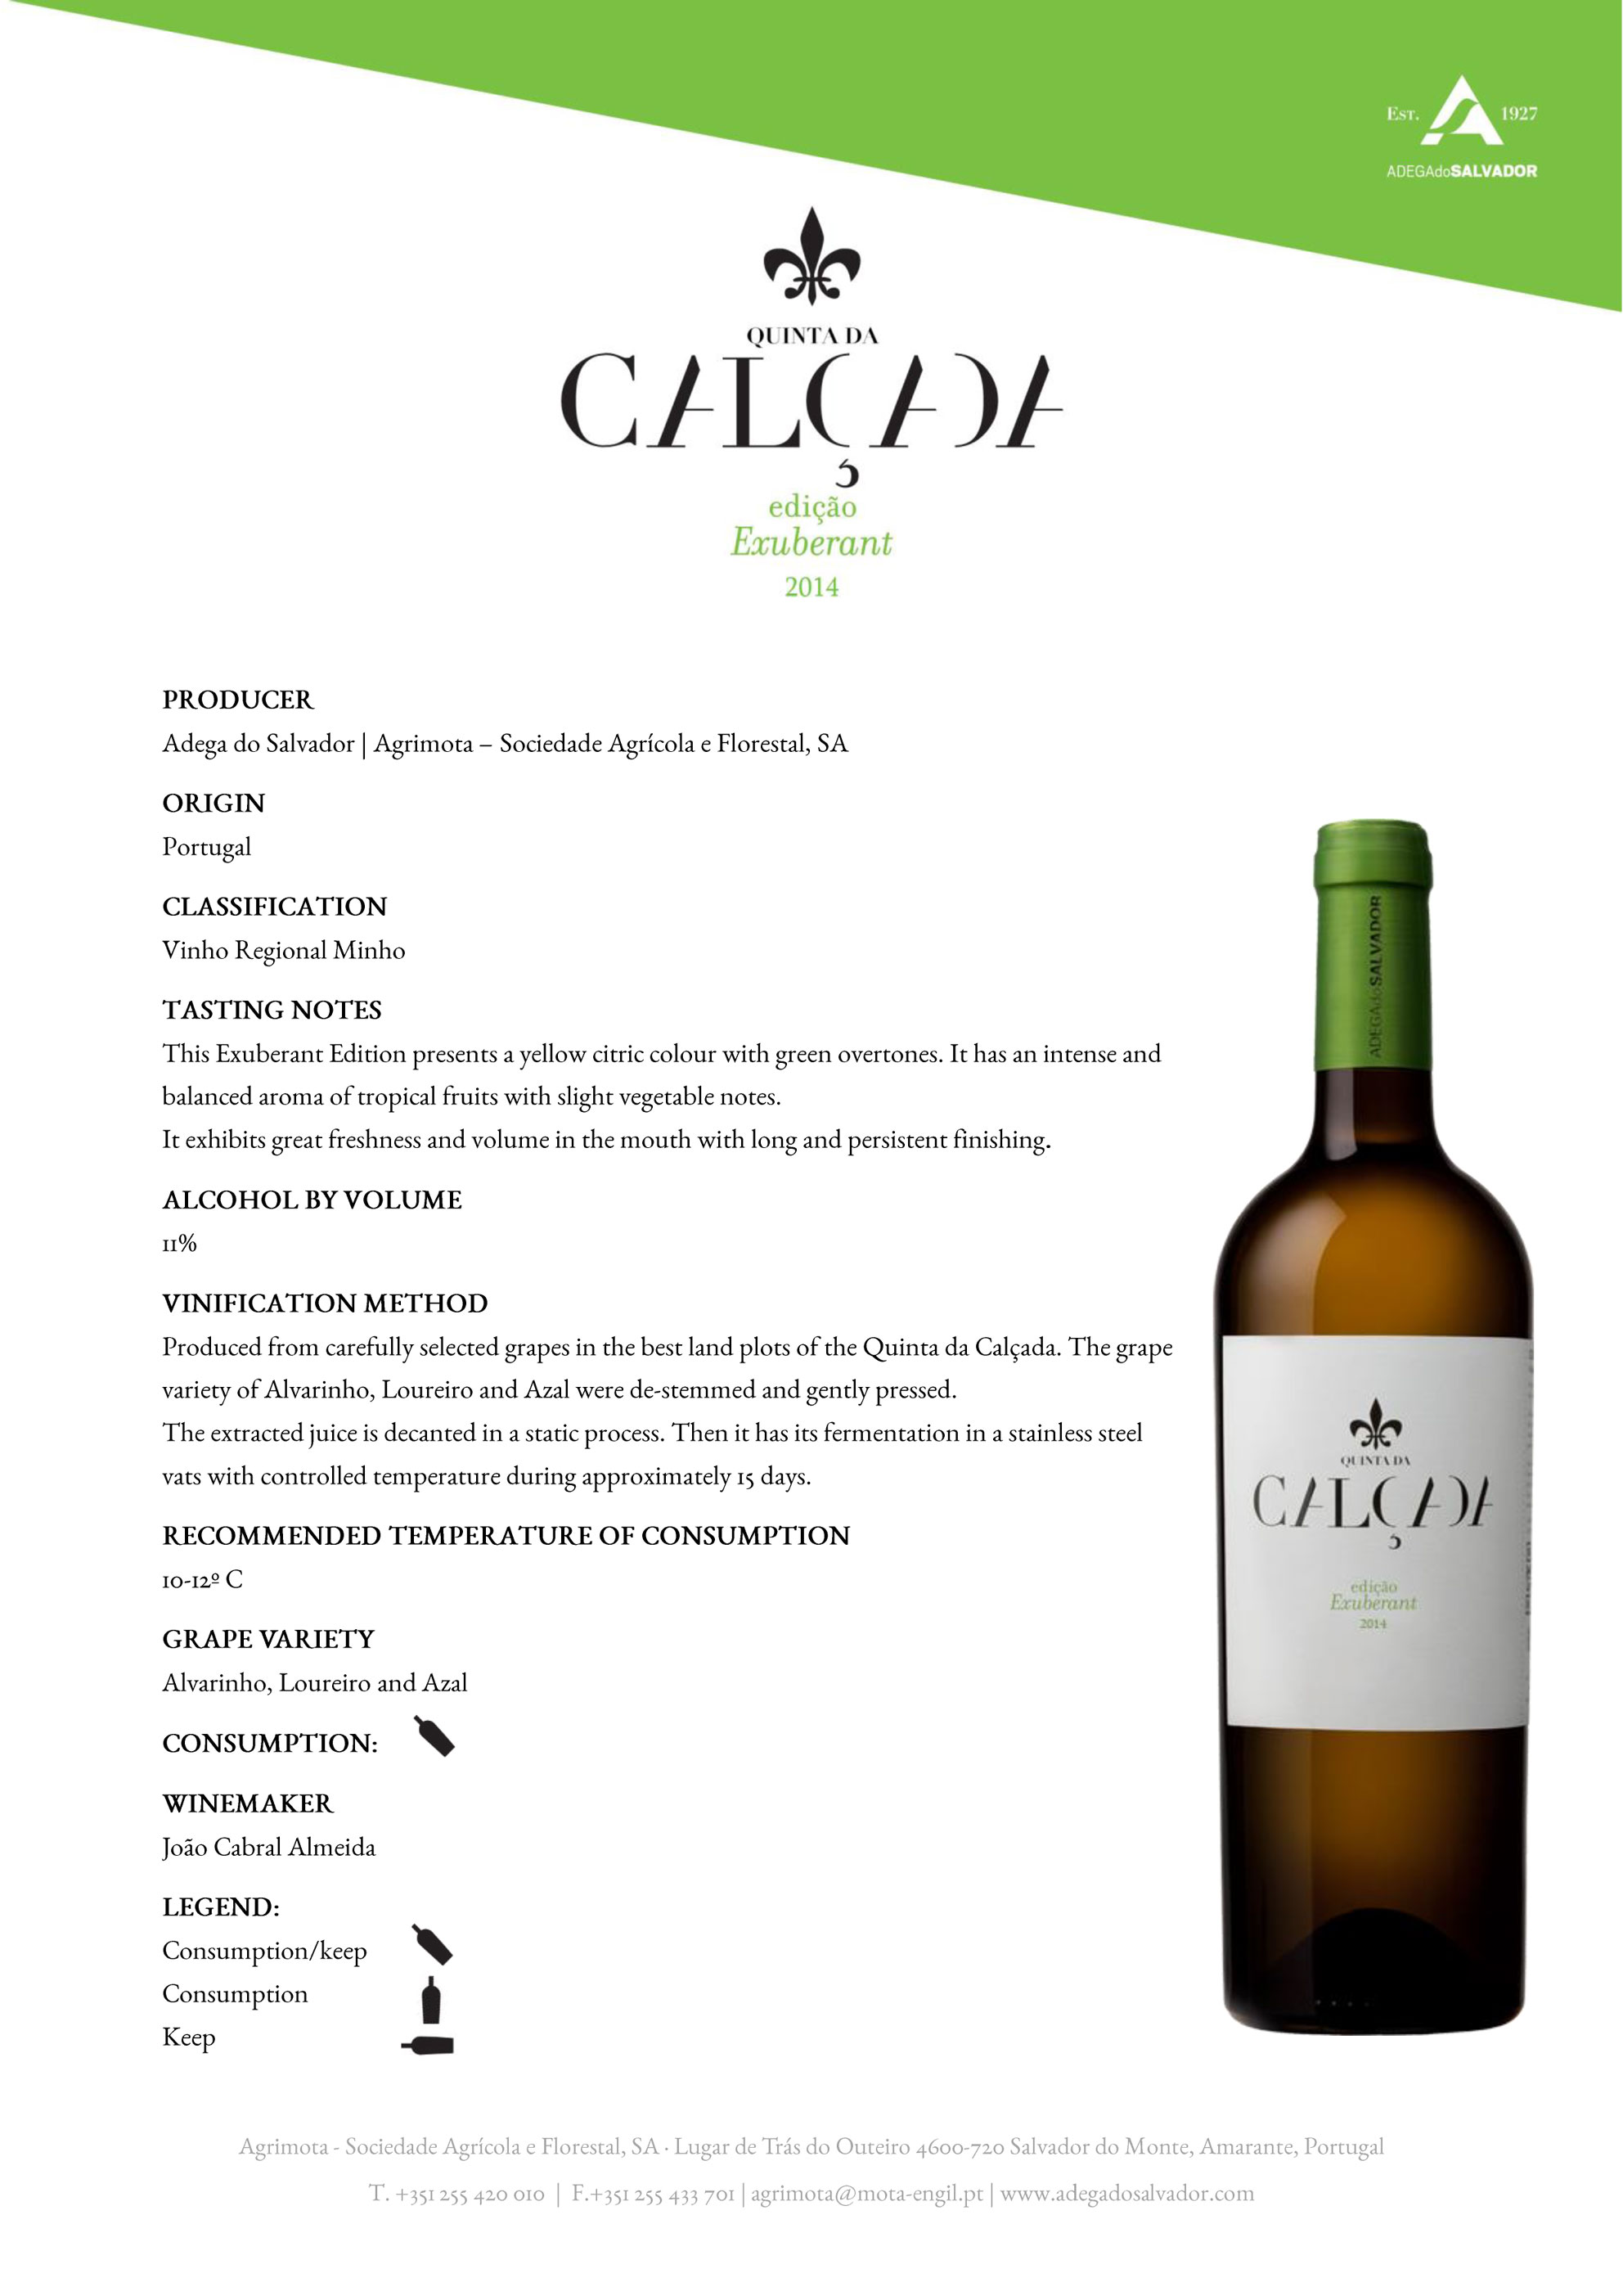 Est. 1927
ADEGAdoSALVADOR
QUINTA DA
CALÇADA
edição
Exuberant
2014
PRODUCER
Adega do Salvador | Agrimota – Sociedade Agrícola e Florestal, SA
ORIGIN
Portugal
CLASSIFICATION
Vinho Regional Minho
TASTING NOTES
This Exuberant Edition presents a yellow citric colour with green overtones. It has an intense and
balanced aroma of tropical fruits with slight vegetable notes.
It exhibits great freshness and volume in the mouth with long and persistent finishing.
ALCOHOL BY VOLUME
11%
VINIFICATION METHOD
Produced from carefully selected grapes in the best land plots of the Quinta da Calçada. The grape
variety of Alvarinho, Loureiro and Azal were de-stemmed and gently pressed.
The extracted juice is decanted in a static process. Then it has its fermentation in a stainless steel
vats with controlled temperature during approximately 15 days.
RECOMMENDED TEMPERATURE OF CONSUMPTION
10-12º C
GRAPE VARIETY
Alvarinho, Loureiro and Azal
CONSUMPTION:
WINEMAKER
João Cabral Almeida
LEGEND:
Consumption/keep
Consumption
Keep
ADEGAdoSALVADOR
QUINTA DA
CALÇADA
edição
Exuberant
2014
Agrimota - Sociedade Agrícola e Florestal, SA · Lugar de Trás do Outeiro 4600-720 Salvador do Monte, Amarante, Portugal
T. +351 255 420 010 | F.+351 255 433 701 | agrimota@mota-engil.pt | www.adegadosalvador.com